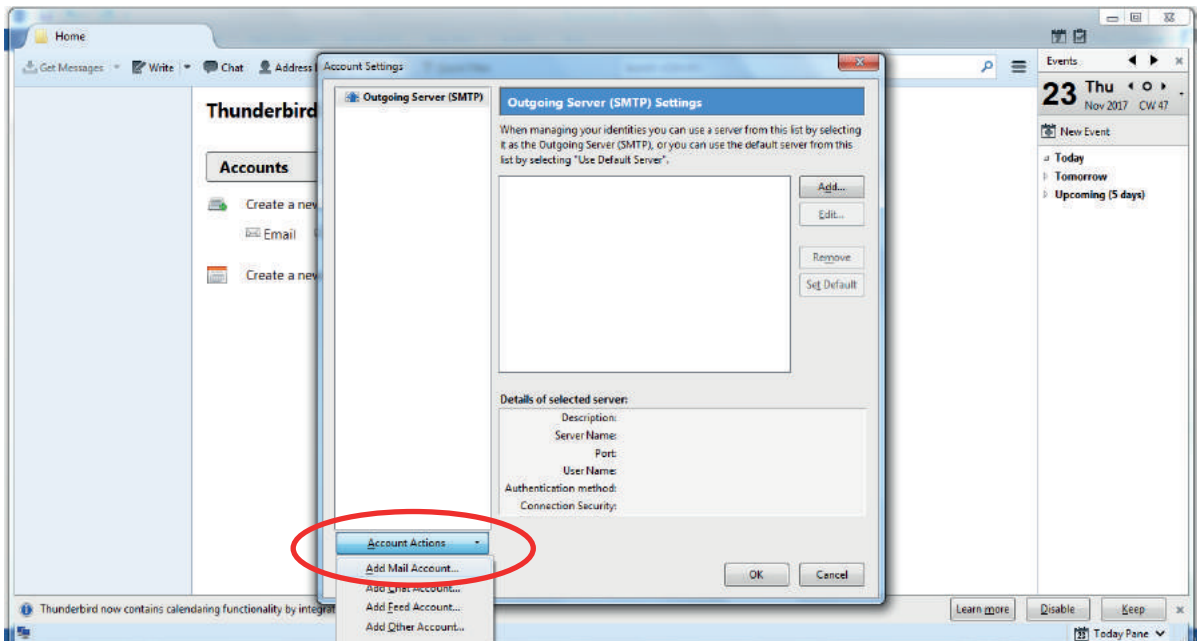 Home
Get Messages
Write
Chat
Address
Events
23 Thu
Nov 2017 CW 47
New Event
Today
Tomorrow
Upcoming (5 days)
Thunderbird
Accounts
Create a new
Email
Create a new
Account Settings
Outgoing Server (SMTP)
Outgoing Server (SMTP) Settings
When managing your identities you can use a server from this list by selecting
it as the Outgoing Server (SMTP), or you can use the default server from this
list by selecting "Use Default Server".
Add...
Edit...
Remove
Set Default
Details of selected server:
Description:
Server Name:
Port:
User Name:
Authentication method:
Connection Security:
Account Actions
Add Mail Account...
Add Chat Account...
Add Feed Account...
Add Other Account...
OK
Cancel
Thunderbird now contains calendaring functionality by integrat
Learn more
Disable
Keep
23 Today Pane